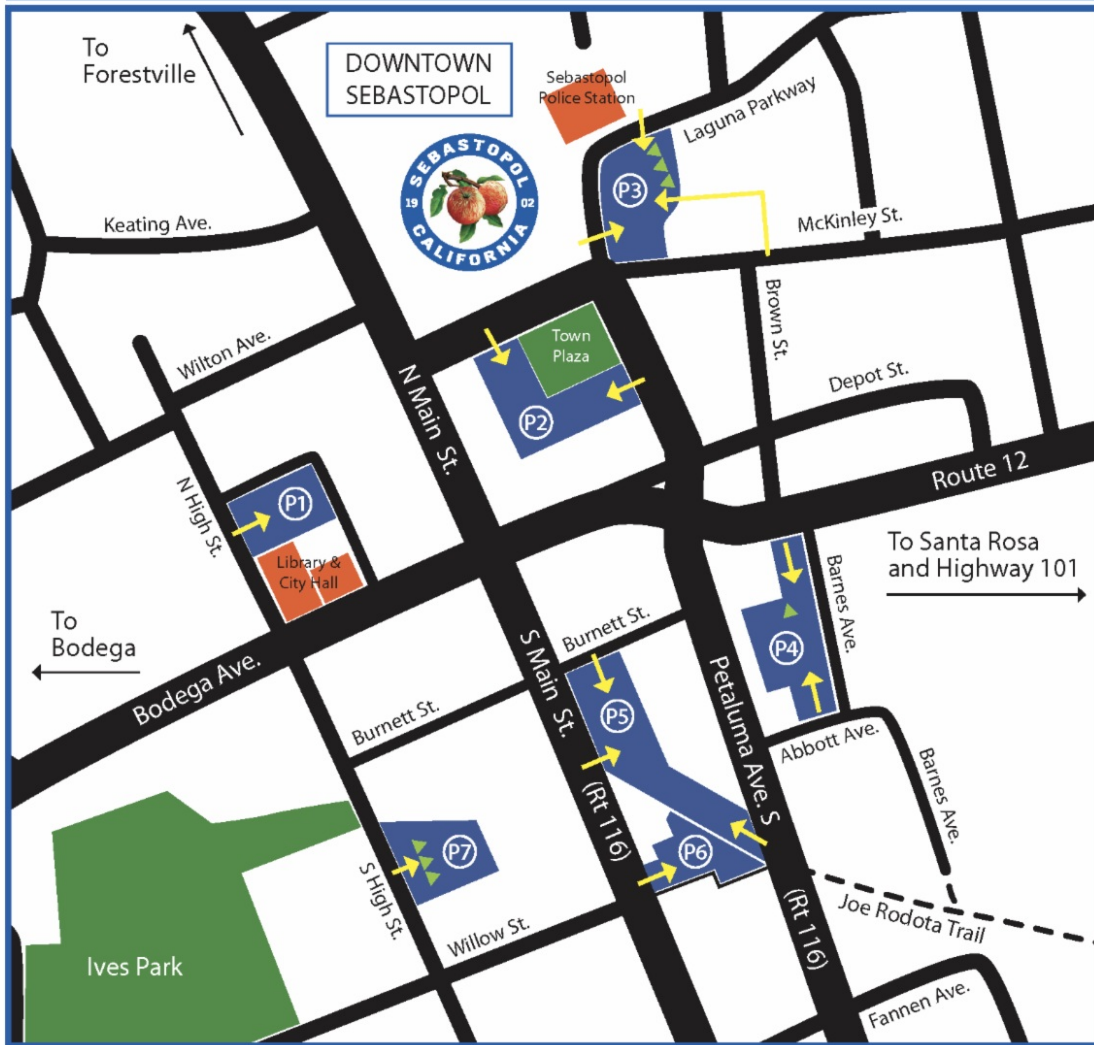 To
Forestville
DOWNTOWN
SEBASTOPOL
Sebastopol
Police Station
Laguna Parkway
SEBASTOPOL
19 02
CALIFORNIA
P3
Keating Ave.
McKinley St.
Wilton Ave.
Town
Plaza
Brown St.
N Main St.
Depot St.
P2
Route 12
N High St.
P1
Library &
City Hall
To Santa Rosa
and Highway 101
To
Bodega
Bodega Ave.
Burnett St.
Barnes Ave.
P4
S Main St.
(Rt 116)
Petaluma Ave. S
(Rt 116)
Burnett St.
P5
Abbott Ave.
Barnes Ave.
P7
P6
S High St.
Willow St.
Joe Rodota Trail
Ives Park
Fannen Ave.